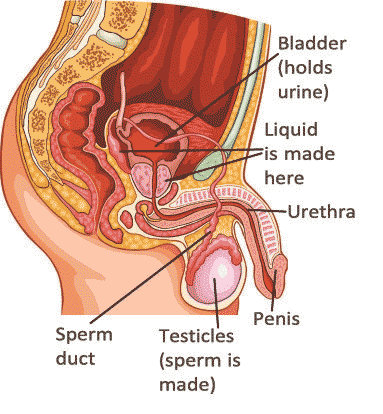 Bladder
(holds
urine)
Liquid
is made
here
Urethra
Penis
Sperm
duct
Testicles
(sperm is
made)